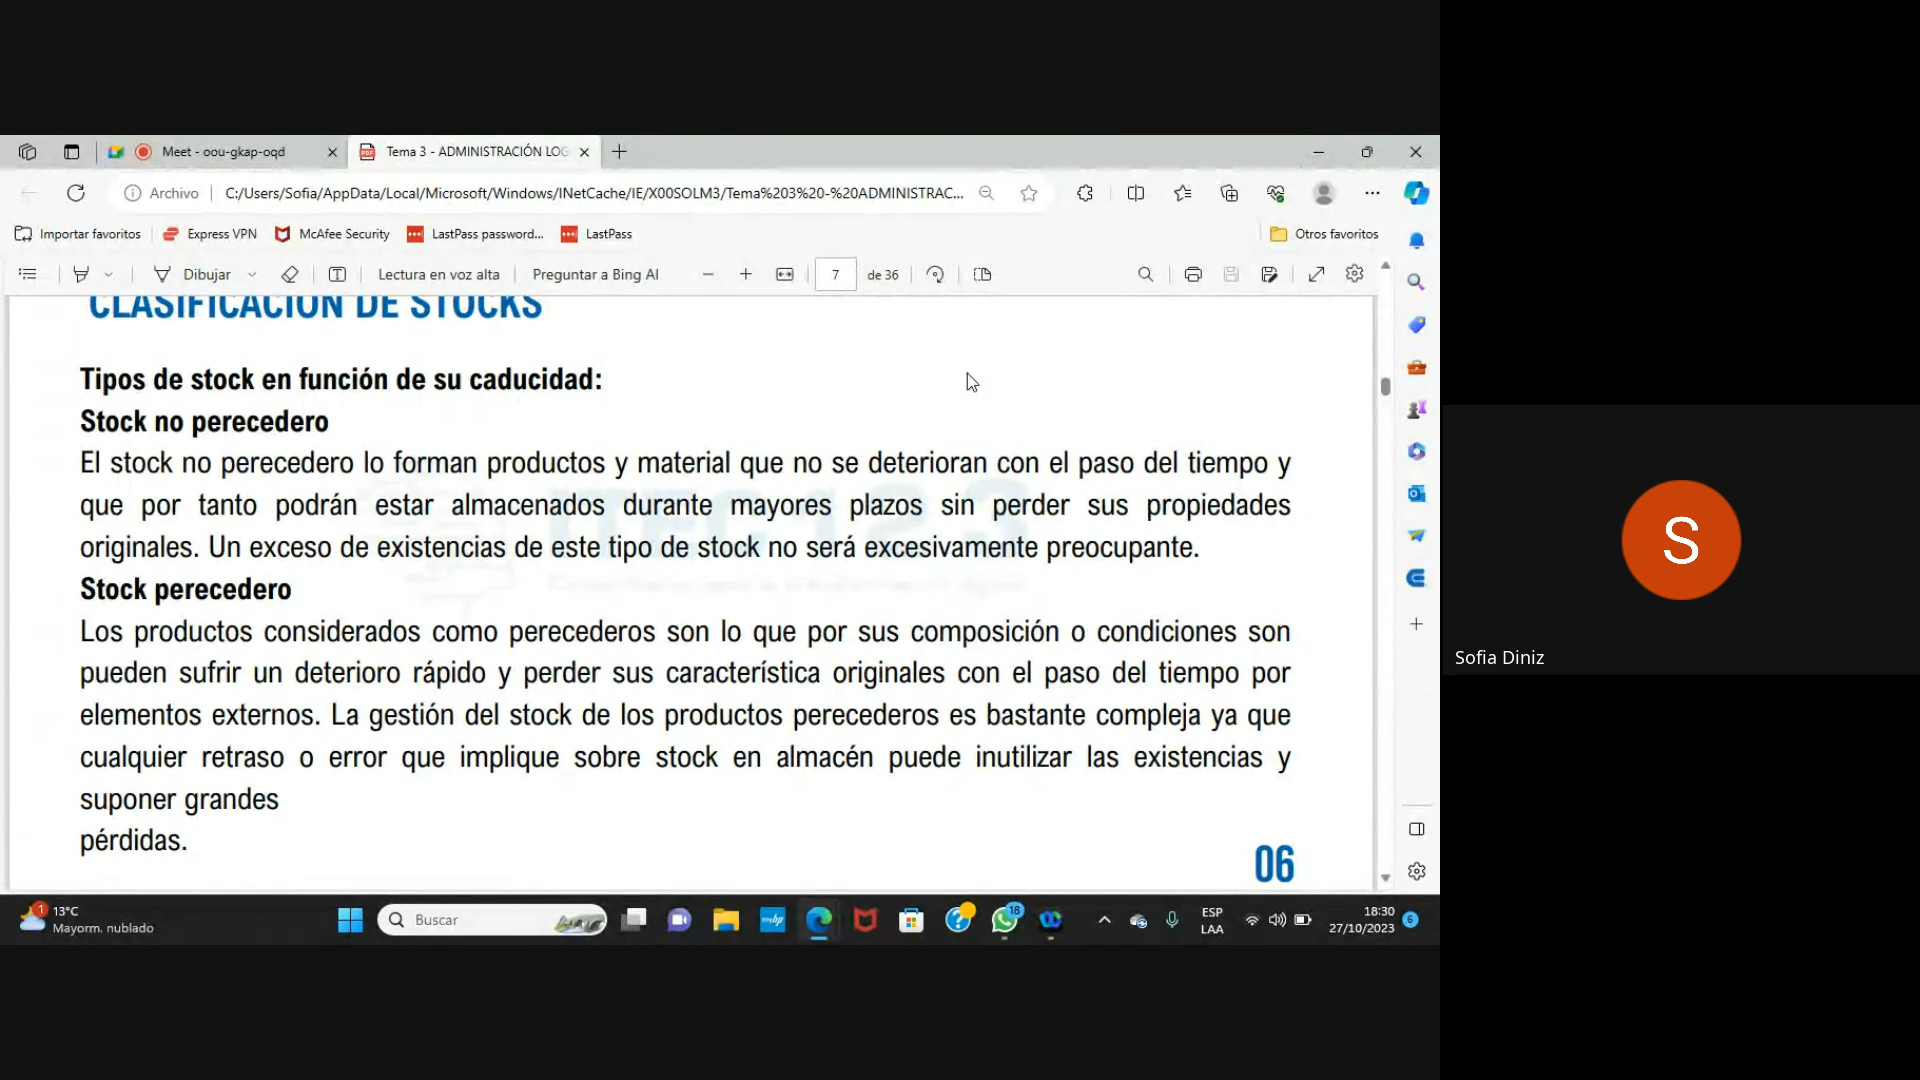 Meet - oou-gkap-oqd
Tema 3 - ADMINISTRACIÓN LOG
Archivo
C:/Users/Sofia/AppData/Local/Microsoft/Windows/INetCache/IE/X00SOLM3/Tema%203%20-%20ADMINISTRAC...
Importar favoritos
Express VPN
McAfee Security
LastPass password...
LastPass
Otros favoritos
Dibujar
Lectura en voz alta
Preguntar a Bing AI
7
de 36
CLASIFICACIÓN DE STOCKS
Tipos de stock en función de su caducidad:
Stock no perecedero
El stock no perecedero lo forman productos y material que no se deterioran con el paso del tiempo y
que por tanto podrán estar almacenados durante mayores plazos sin perder sus propiedades
originales. Un exceso de existencias de este tipo de stock no será excesivamente preocupante.
Stock perecedero
Los productos considerados como perecederos son lo que por sus composición o condiciones son
pueden sufrir un deterioro rápido y perder sus característica originales con el paso del tiempo por
elementos externos. La gestión del stock de los productos perecederos es bastante compleja ya que
cualquier retraso o error que implique sobre stock en almacén puede inutilizar las existencias y
suponer grandes
pérdidas.
06
ITEC 123
S
Sofia Diniz
1
13°C
Mayorm. nublado
Buscar
myhp
18
ESP
LAA
18:30
27/10/2023
6